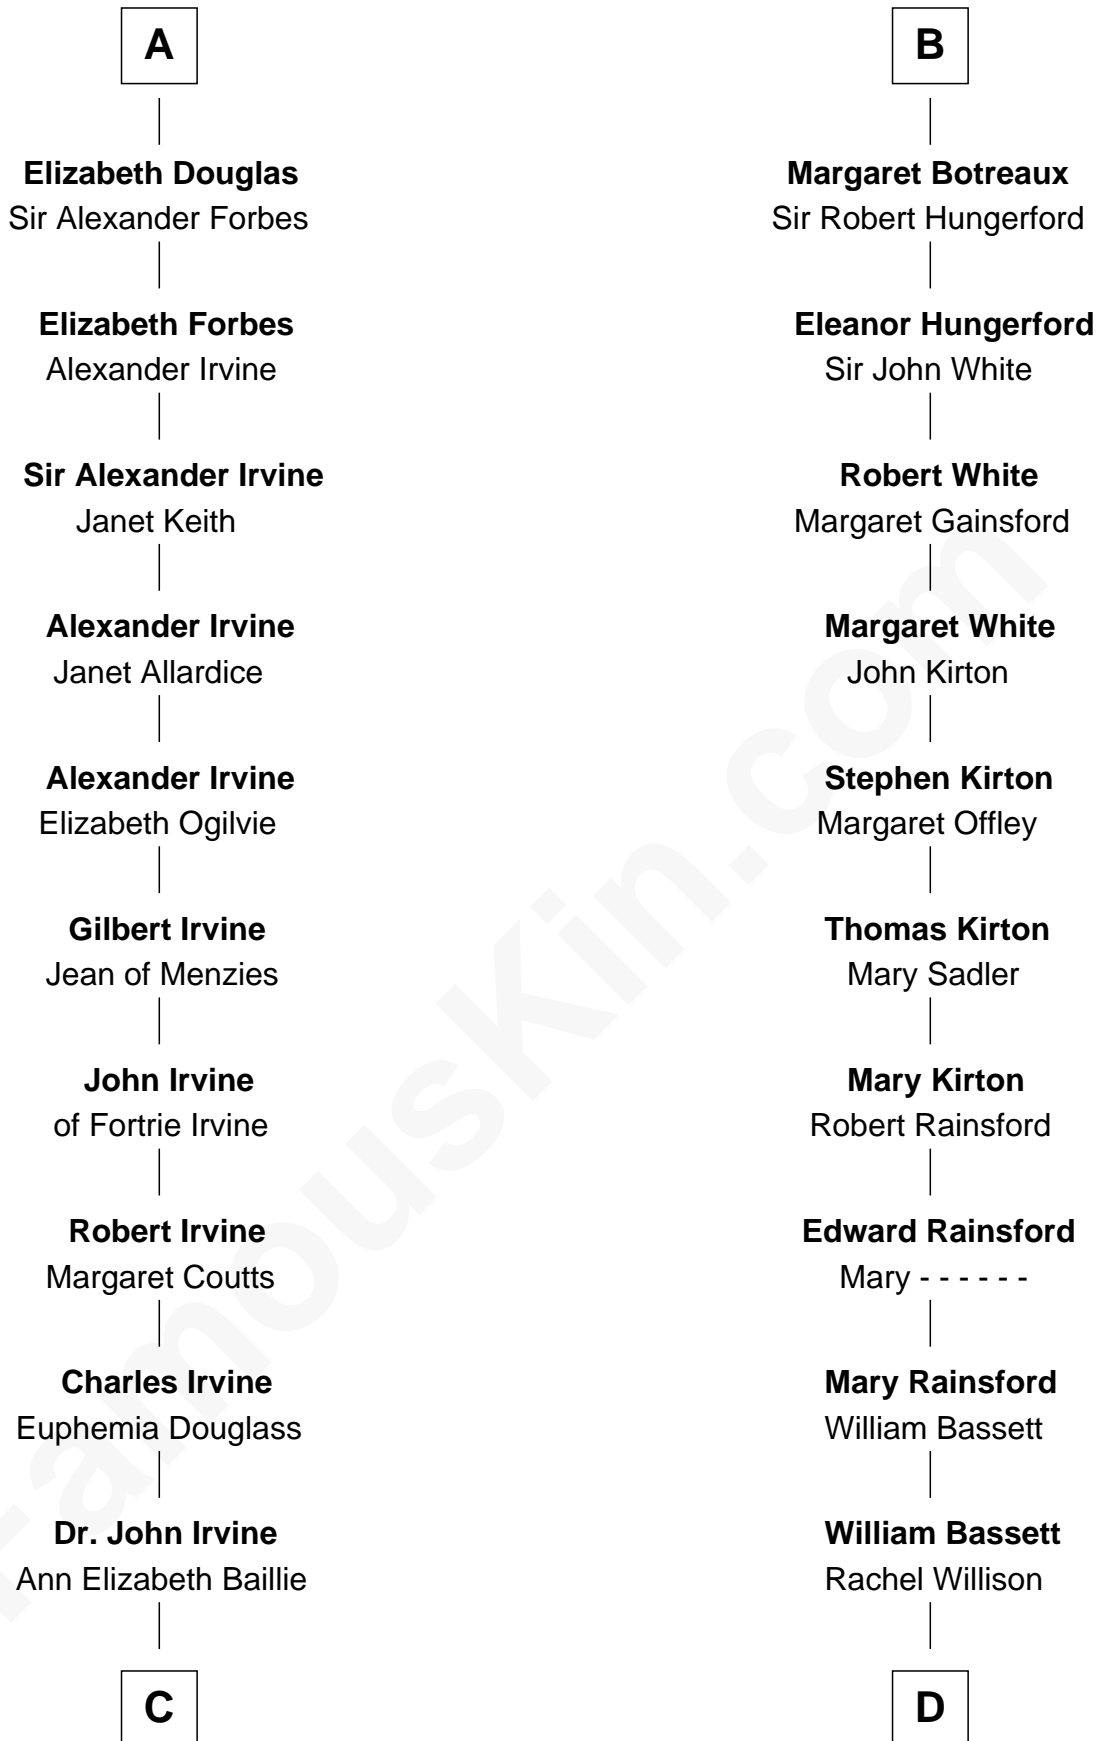 A
Elizabeth Douglas
Sir Alexander Forbes
Elizabeth Forbes
Alexander Irvine
Sir Alexander Irvine
Janet Keith
Alexander Irvine
Janet Allardice
Alexander Irvine
Elizabeth Ogilvie
Gilbert Irvine
Jean of Menzies
John Irvine
of Fortrie Irvine
Robert Irvine
Margaret Coutts
Charles Irvine
Euphemia Douglass
Dr. John Irvine
Ann Elizabeth Baillie
C
B
Margaret Botreaux
Sir Robert Hungerford
Eleanor Hungerford
Sir John White
Robert White
Margaret Gainsford
Margaret White
John Kirton
Stephen Kirton
Margaret Offley
Thomas Kirton
Mary Sadler
Mary Kirton
Robert Rainsford
Edward Rainsford
Mary - - - - - -
Mary Rainsford
William Bassett
William Bassett
Rachel Willison
D
FamousKin.com